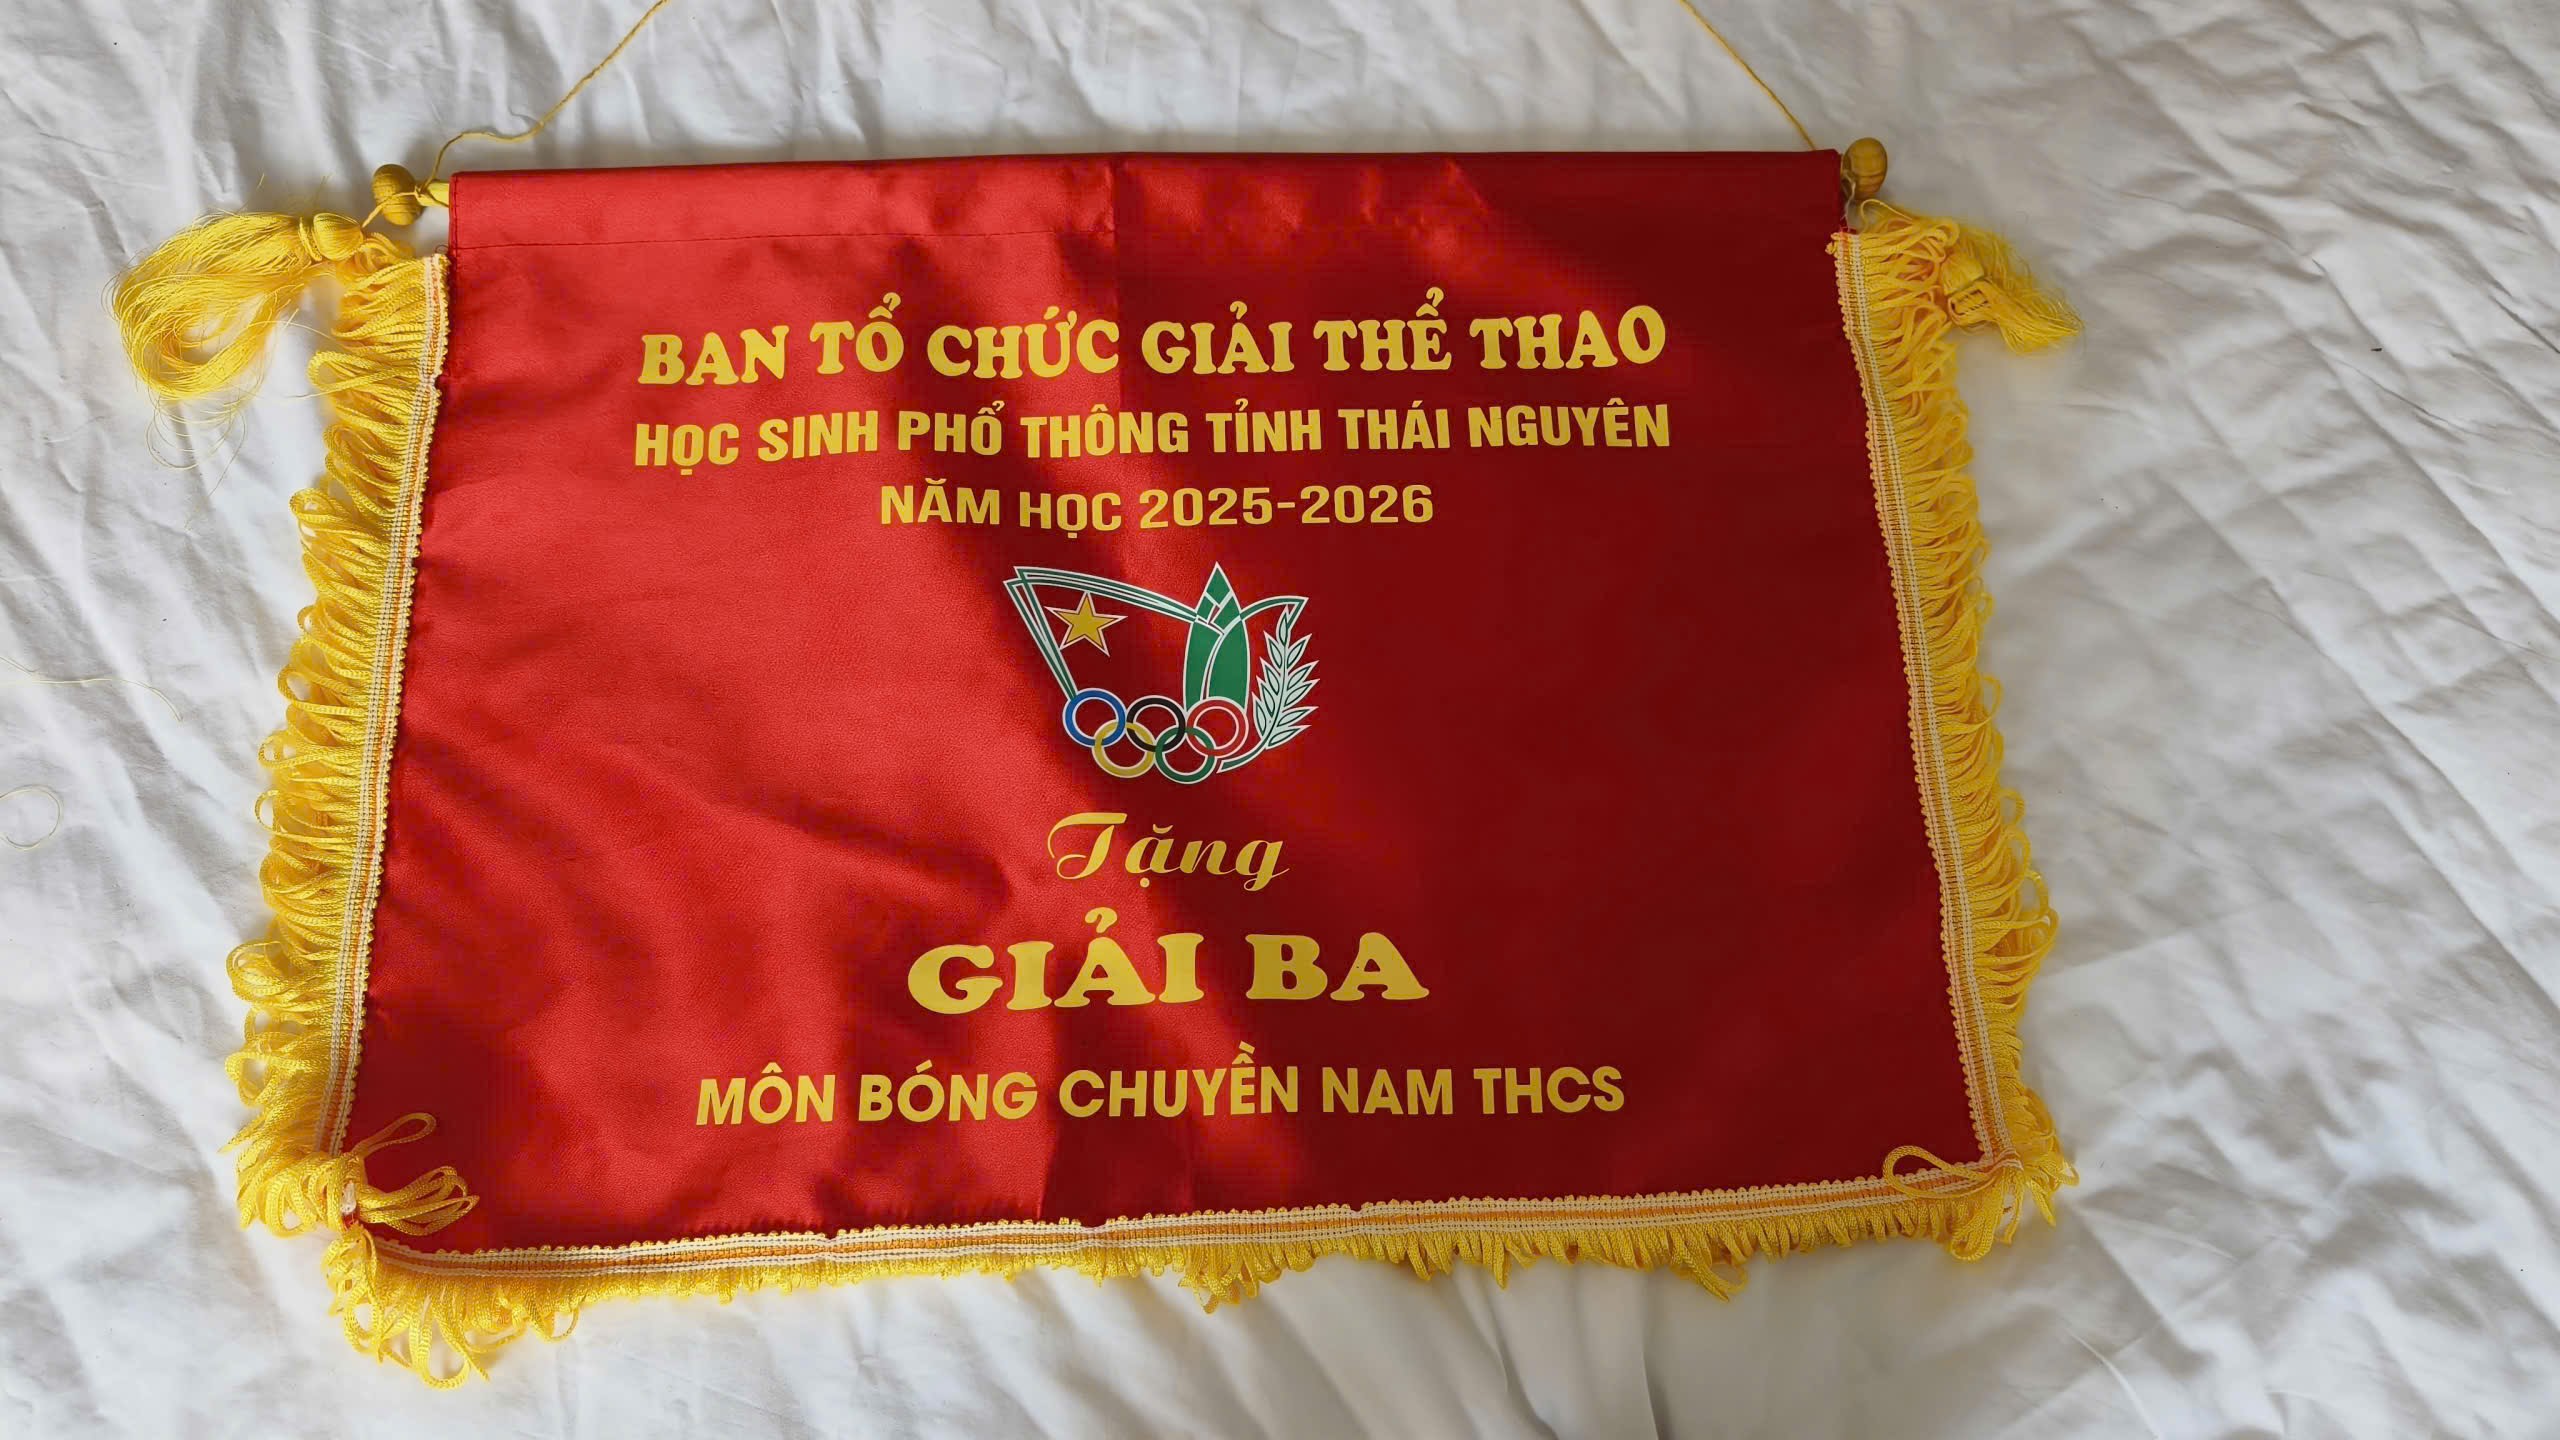 BAN TỔ CHỨC GIẢI THỂ THAO
HỌC SINH PHỔ THÔNG TỈNH THÁI NGUYÊN
NĂM HỌC 2025-2026
Tặng
GIẢI BA
MÔN BÓNG CHUYỀN NAM THCS